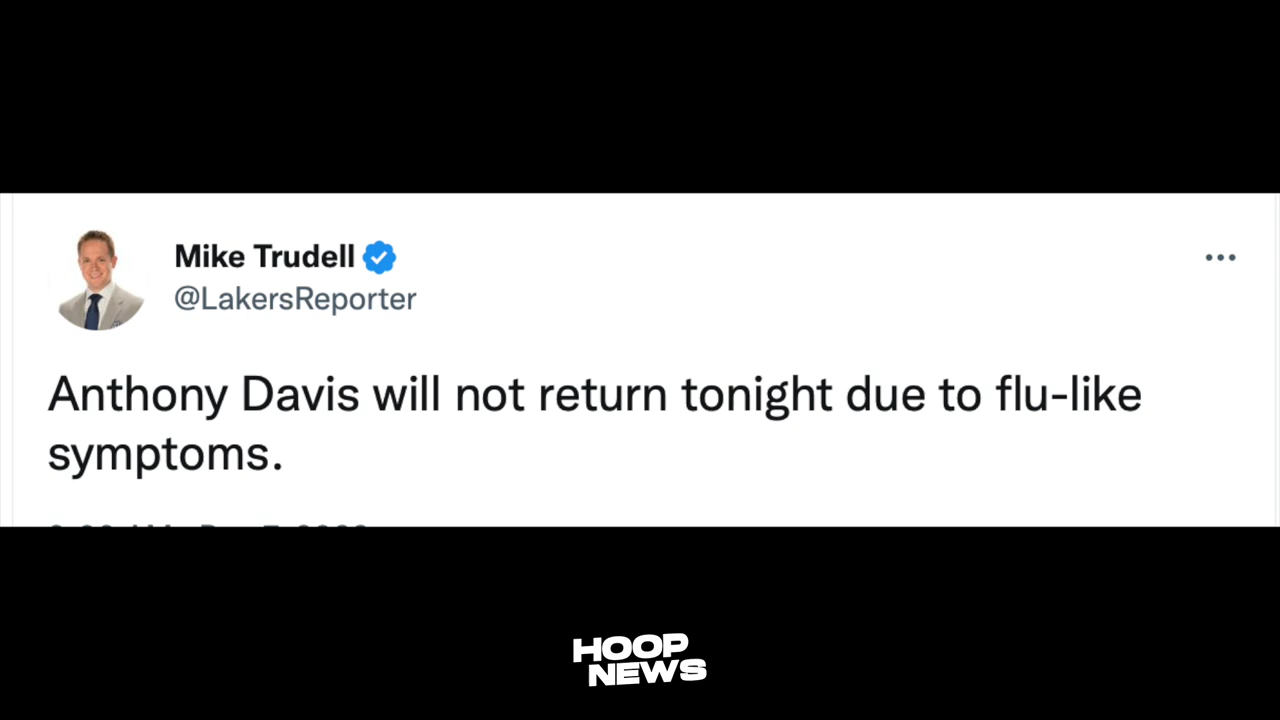 Mike Trudell
@LakersReporter
Anthony Davis will not return tonight due to flu-like
symptoms.
HOOP
NEWS